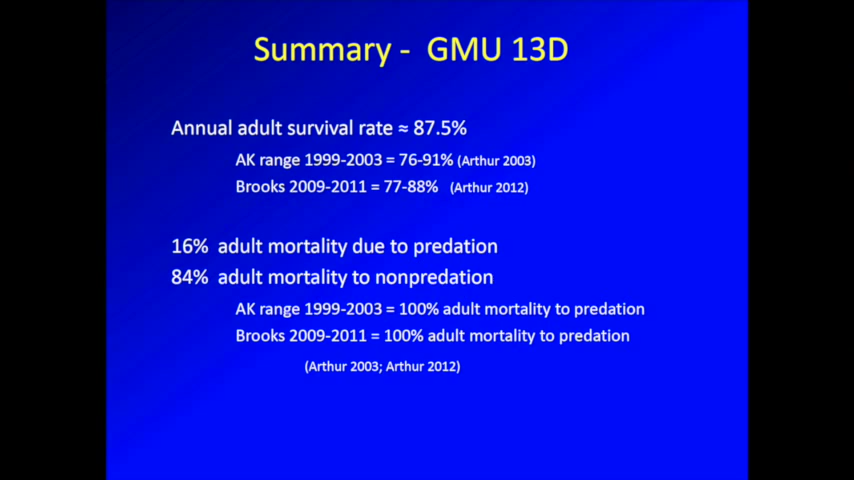 Summary - GMU 13D
Annual adult survival rate ≈ 87.5%
AK range 1999-2003 = 76-91% (Arthur 2003)
Brooks 2009-2011 = 77-88% (Arthur 2012)
16% adult mortality due to predation
84% adult mortality to nonpredation
AK range 1999-2003 = 100% adult mortality to predation
Brooks 2009-2011 = 100% adult mortality to predation
(Arthur 2003; Arthur 2012)